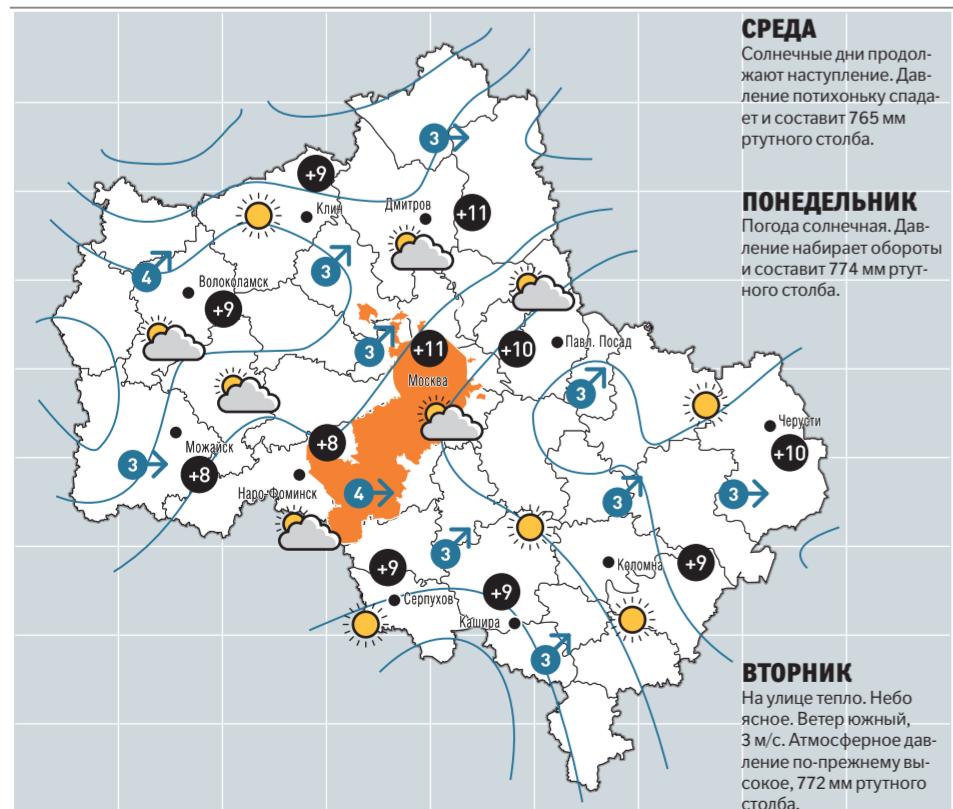 СРЕДА
Солнечные дни продол-
жают наступление. Дав-
ление потихоньку спада-
ет и составит 765 мм
ртутного столба.
ПОНЕДЕЛЬНИК
Погода солнечная. Дав-
ление набирает обороты
и составит 774 мм ртут-
ного столба.
ВТОРНИК
На улице тепло. Небо
ясное. Ветер южный,
3 м/с. Атмосферное дав-
ление по-прежнему вы-
сокое, 772 мм ртутного
столба.
3
+9
Клин
Дмитров
+11
4
3
Волоколамск
+9
3
+11
Москва
+10
Павл. Посад
3
Черусти
+10
Можайск
3
+8
+8
Наро-Фоминск
4
3
3
3
+9
Серпухов
+9
Кашира
Коломна
+9
3